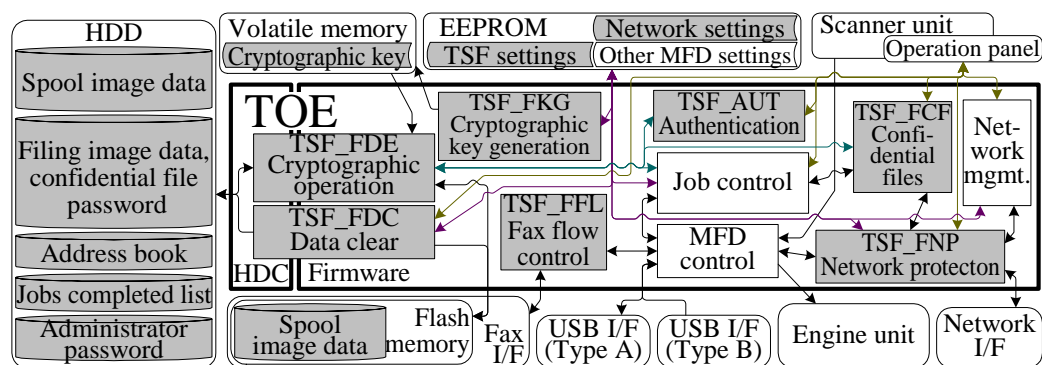 HDD
Spool image data
Filing image data,
confidential file
password
Address book
Jobs completed list
Administrator
password
Volatile memory
Cryptographic key
EEPROM
Network settings
TSF settings
Other MFD settings
Scanner unit
Operation panel
TOE
HDC
Firmware
TSF_FDE
Cryptographic
operation
TSF_FDC
Data clear
TSF_FKG
Cryptographic
key generation
TSF_AUT
Authentication
TSF_FCF
Confi-
dential
files
Net-
work
mgmt.
Job control
TSF_FFL
Fax flow
control
MFD
control
TSF_FNP
Network protecton
Spool
image data
Flash
memory
Fax
I/F
USB I/F
(Type A)
USB I/F
(Type B)
Engine unit
Network
I/F